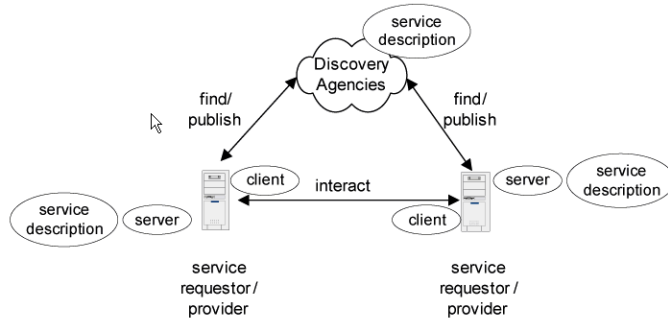 service
description
Discovery
Agencies
find/
publish
find/
publish
client
interact
server
service
description
service
description
server
client
service
requestor/
provider
service
requestor/
provider